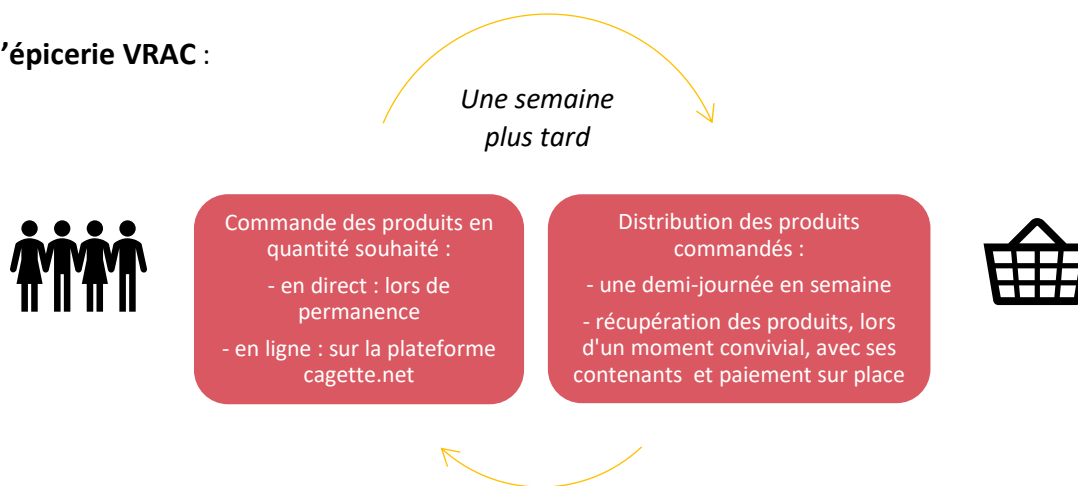 ’épicerie VRAC :
Une semaine
plus tard
Commande des produits en
quantité souhaité :
- en direct : lors de
permanence
- en ligne : sur la plateforme
cagette.net
Distribution des produits
commandés :
- une demi-journée en semaine
- récupération des produits, lors
d'un moment convivial, avec ses
contenants et paiement sur place